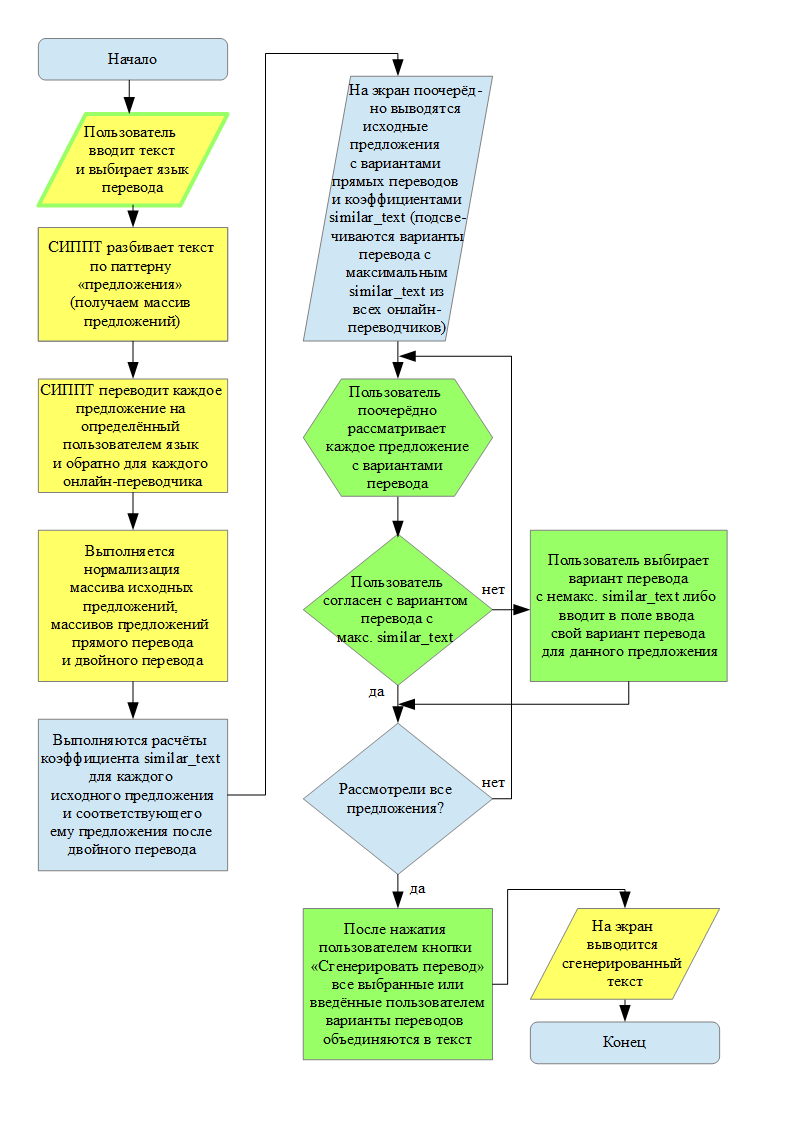 Начало
Пользователь
вводит текст
и выбирает язык
перевода
СИППТ разбивает текст
по паттерну
«предложения»
(получаем массив
предложений)
СИППТ переводит каждое
предложение на
определённый
пользователем язык
и обратно для каждого
онлайн-переводчика
Выполняется
нормализация
массива исходных
предложений,
массивов предложений
прямого перевода
и двойного перевода
Выполняются расчёты
коэффициента similar_text
для каждого
исходного предложения
и соответствующего
ему предложения после
двойного перевода
На экран поочерёд-
но выводятся
исходные
предложения
с вариантами
прямых переводов
и коэффициентами
similar_text (подсве-
чиваются варианты
перевода с
максимальным
similar_text из
всех онлайн-
переводчиков)
Пользователь
поочерёдно
рассматривает
каждое предложение
с вариантами
перевода
Пользователь
согласен с вариантом
перевода с
макс. similar_text
нет
да
Пользователь выбирает
вариант перевода
с немакс. similar_text либо
вводит в поле ввода
свой вариант перевода
для данного предложения
Рассмотрели все
предложения?
нет
да
После нажатия
пользователем кнопки
«Сгенерировать перевод»
все выбранные или
введённые пользователем
варианты переводов
объединяются в текст
На экран
выводится
сгенерированный
текст
Конец